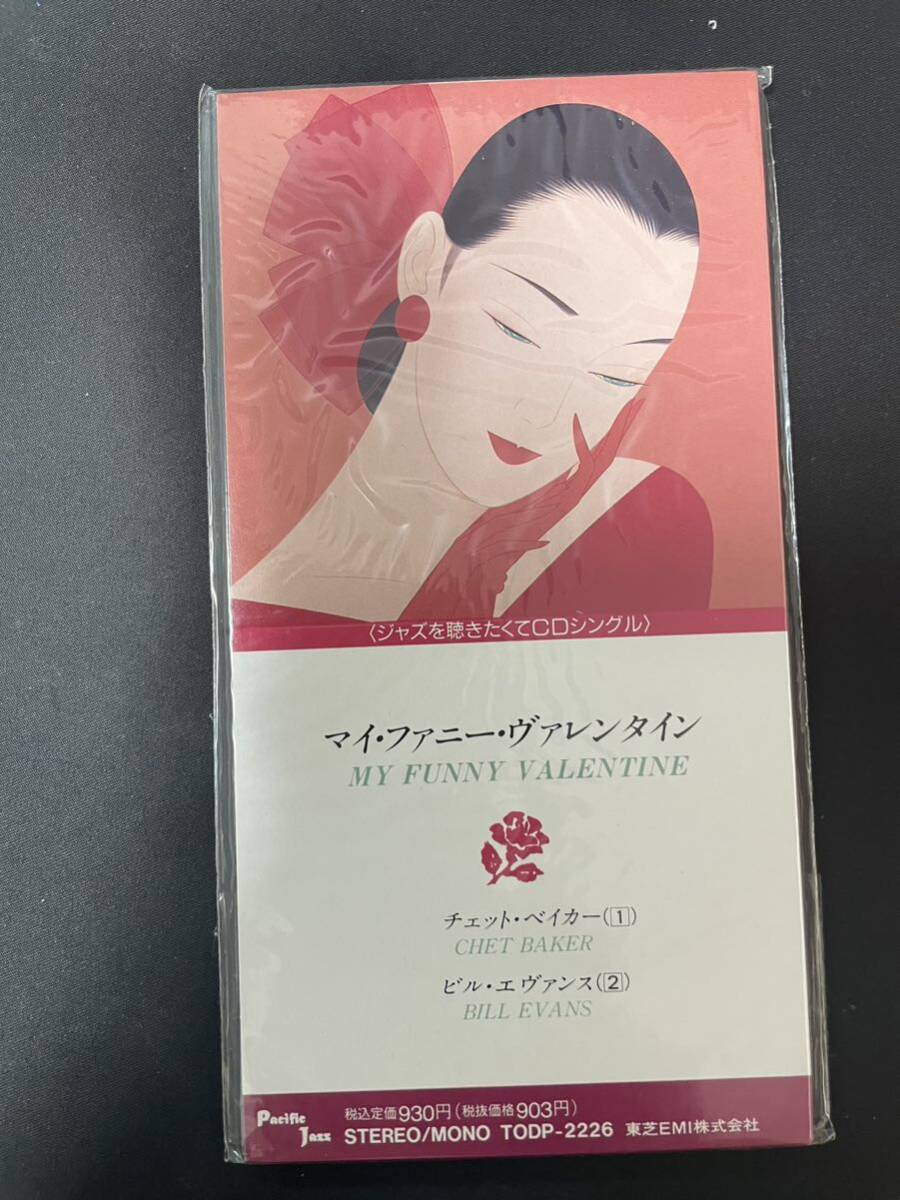 〈ジャズを聴きたくてCDシングル〉
マイ・ファニー・ヴァレンタイン
MY FUNNY VALENTINE
チェット・ベイカー(1)
CHET BAKER
ビル・エヴァンス(2)
BILL EVANS
Pacific Jazz
税込定価930円(税抜価格903円)
STEREO/MONO TODP-2226 東芝EMI株式会社